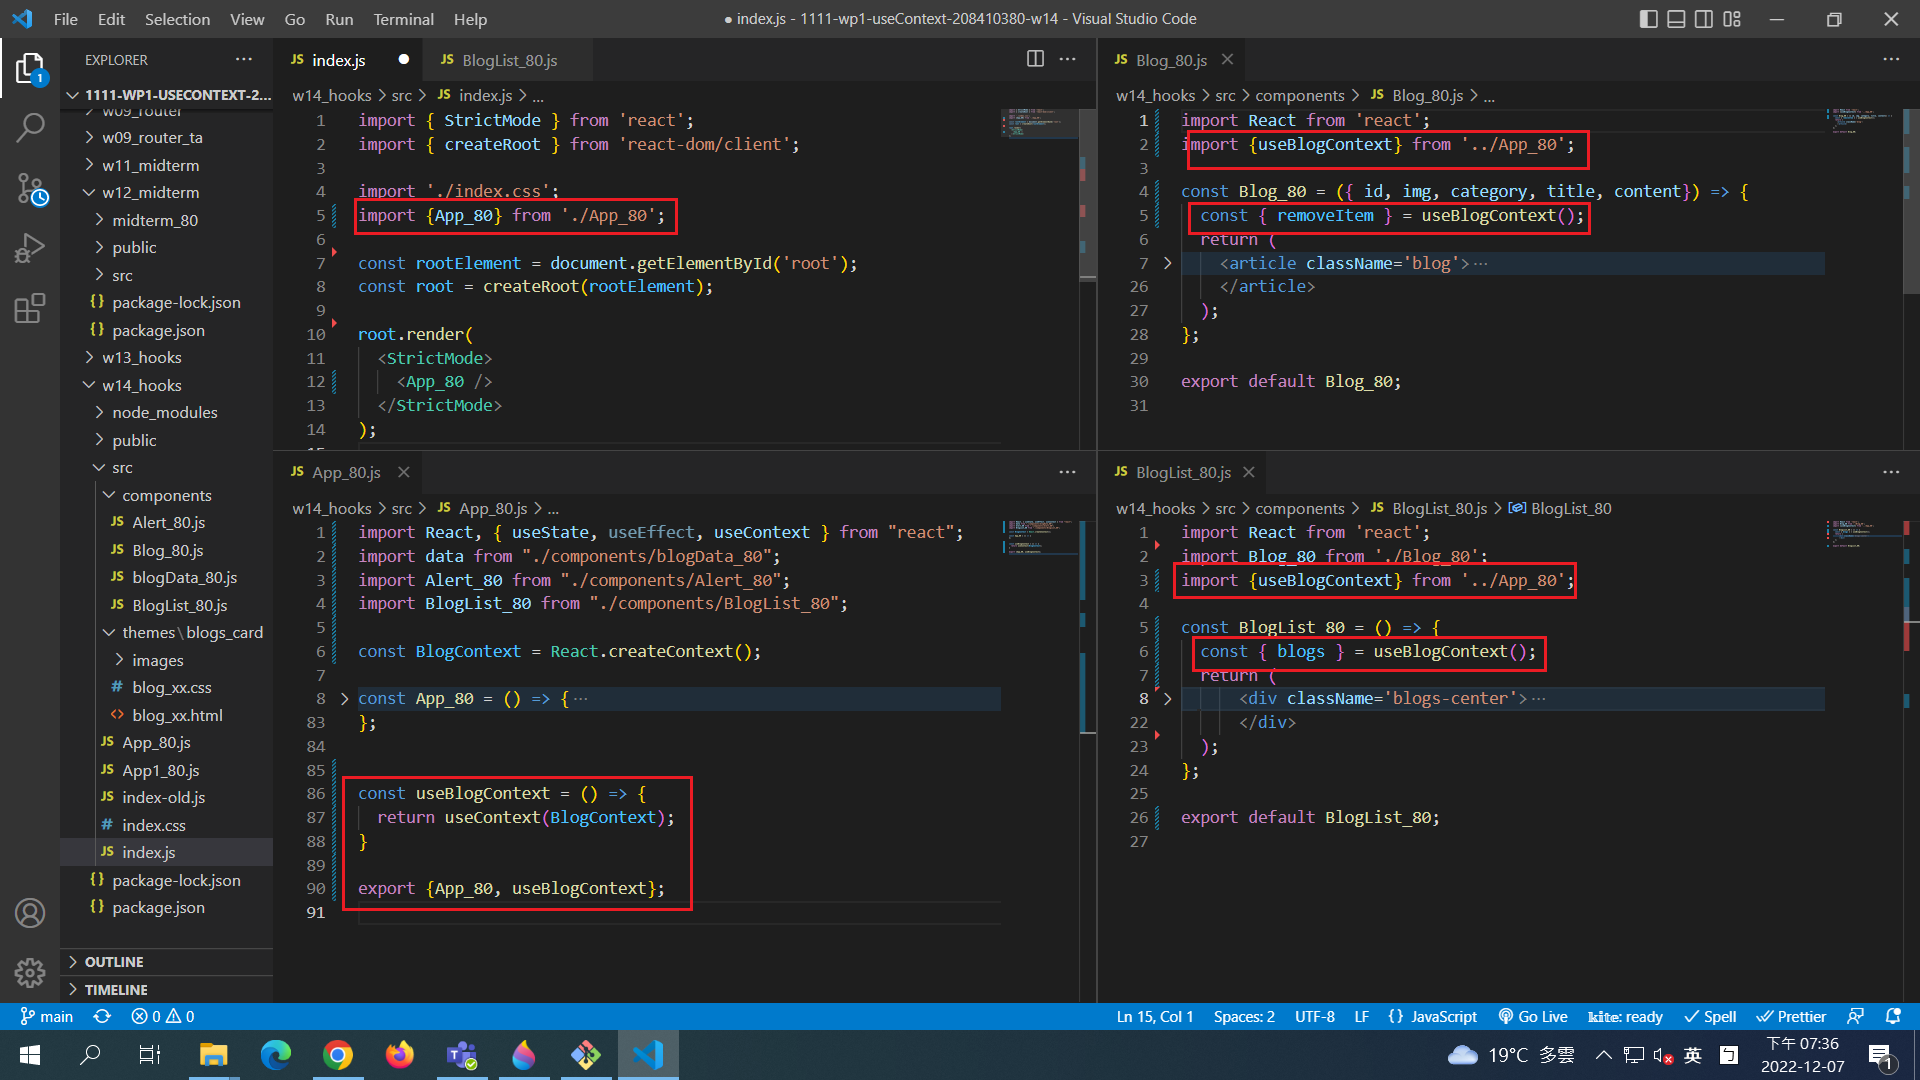 File Edit Selection View Go Run Terminal Help
● index.js - 1111-wp1-useContext-208410380-w14 - Visual Studio Code
EXPLORER
1111-WP1-USECONTEXT-2...
w09_router
w09_router_ta
w11_midterm
w12_midterm
midterm_80
public
src
{} package-lock.json
{} package.json
w13_hooks
w14_hooks
node_modules
public
src
components
JS Alert_80.js
JS Blog_80.js
JS blogData_80.js
JS BlogList_80.js
themes\blogs_card
images
# blog_xx.css
<> blog_xx.html
JS App_80.js
JS App1_80.js
JS index-old.js
# index.css
JS index.js
{} package-lock.json
{} package.json
OUTLINE
TIMELINE
1
JS index.js ●
JS BlogList_80.js
w14_hooks > src > JS index.js > ...
1 import { StrictMode } from 'react';
2 import { createRoot } from 'react-dom/client';
3
4 import './index.css';
5 import {App_80} from './App_80';
6
7 const rootElement = document.getElementById('root');
8 const root = createRoot(rootElement);
9
10 root.render(
11 <StrictMode>
12 <App_80 />
13 </StrictMode>
14 );
15
JS Blog_80.js
w14_hooks > src > components > JS Blog_80.js > ...
1 import React from 'react';
2 import {useBlogContext} from '../App_80';
3
4 const Blog_80 = ({ id, img, category, title, content}) => {
5 const { removeItem } = useBlogContext();
6 return (
7 <article className='blog'>...
26 </article>
27 );
28 };
29
30 export default Blog_80;
31
JS App_80.js
w14_hooks > src > JS App_80.js > ...
1 import React, { useState, useEffect, useContext } from "react";
2 import data from "./components/blogData_80";
3 import Alert_80 from "./components/Alert_80";
4 import BlogList_80 from "./components/BlogList_80";
5
6 const BlogContext = React.createContext();
7
8 const App_80 = () => {...
83 };
84
85
86 const useBlogContext = () => {
87 return useContext(BlogContext);
88 }
89
90 export {App_80, useBlogContext};
91
JS BlogList_80.js
w14_hooks > src > components > JS BlogList_80.js > BlogList_80
1 import React from 'react';
2 import Blog_80 from './Blog_80';
3 import {useBlogContext} from '../App_80';
4
5 const BlogList_80 = () => {
6 const { blogs } = useBlogContext();
7 return (
8 <div className='blogs-center'>...
22 </div>
23 );
24 };
25
26 export default BlogList_80;
27
main 0 0 Ln 15, Col 1 Spaces: 2 UTF-8 LF {} JavaScript Go Live kite: ready Spell Prettier
19°C 多雲 英 下午 07:36
2022-12-07
1